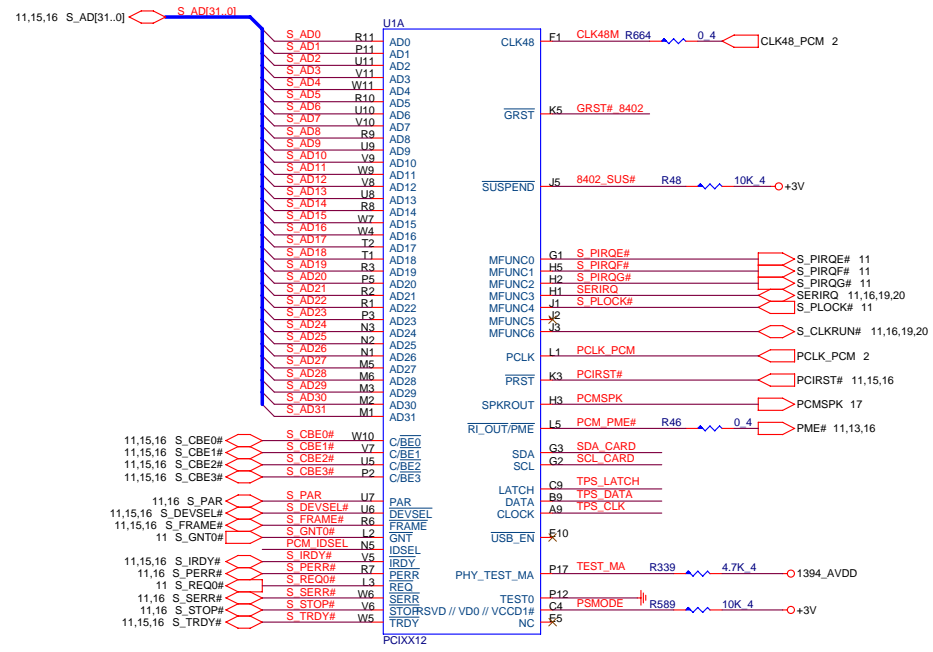 11,15,16 S_AD[31..0] S_AD[31..0]
U1A
S_AD0 R11 AD0
S_AD1 P11 AD1
S_AD2 U11 AD2
S_AD3 V11 AD3
S_AD4 W11 AD4
S_AD5 R10 AD5
S_AD6 U10 AD6
S_AD7 V10 AD7
S_AD8 R9 AD8
S_AD9 U9 AD9
S_AD10 V9 AD10
S_AD11 W9 AD11
S_AD12 V8 AD12
S_AD13 U8 AD13
S_AD14 R8 AD14
S_AD15 W7 AD15
S_AD16 W4 AD16
S_AD17 T2 AD17
S_AD18 T1 AD18
S_AD19 R3 AD19
S_AD20 P5 AD20
S_AD21 R2 AD21
S_AD22 R1 AD22
S_AD23 P3 AD23
S_AD24 N3 AD24
S_AD25 N2 AD25
S_AD26 N1 AD26
S_AD27 M5 AD27
S_AD28 M6 AD28
S_AD29 M3 AD29
S_AD30 M2 AD30
S_AD31 M1 AD31
11,15,16 S_CBE0# S_CBE0# W10 C/BE0
11,15,16 S_CBE1# S_CBE1# V7 C/BE1
11,15,16 S_CBE2# S_CBE2# U5 C/BE2
11,15,16 S_CBE3# S_CBE3# P2 C/BE3
11,16 S_PAR S_PAR U7 PAR
11,15,16 S_DEVSEL# S_DEVSEL# U6 DEVSEL
11,15,16 S_FRAME# S_FRAME# R6 FRAME
11 S_GNT0# S_GNT0# L2 GNT
PCM_IDSEL N5 IDSEL
11,15,16 S_IRDY# S_IRDY# V5 IRDY
11,16 S_PERR# S_PERR# R7 PERR
11 S_REQ0# S_REQ0# L3 REQ
11,16 S_SERR# S_SERR# W6 SERR
11,16 S_STOP# S_STOP# V6 STOP
11,15,16 S_TRDY# S_TRDY# W5 TRDY
CLK48 F1 CLK48M R664 0_4 CLK48_PCM 2
GRST K5 GRST#_8402
SUSPEND J5 8402_SUS# R48 10K_4 +3V
MFUNC0 G1 S_PIRQE# S_PIRQE# 11
MFUNC1 H5 S_PIRQF# S_PIRQF# 11
MFUNC2 H2 S_PIRQG# S_PIRQG# 11
MFUNC3 H1 SERIRQ SERIRQ 11,16,19,20
MFUNC4 J1 S_PLOCK# S_PLOCK# 11
MFUNC5 J2
MFUNC6 J3 S_CLKRUN# 11,16,19,20
PCLK L1 PCLK_PCM PCLK_PCM 2
PRST K3 PCIRST# PCIRST# 11,15,16
SPKROUT H3 PCMSPK PCMSPK 17
RI_OUT/PME L5 PCM_PME# R46 0_4 PME# 11,13,16
SDA G3 SDA_CARD
SCL G2 SCL_CARD
LATCH C9 TPS_LATCH
DATA B9 TPS_DATA
CLOCK A9 TPS_CLK
USB_EN E10
PHY_TEST_MA P17 TEST_MA R339 4.7K_4 1394_AVDD
TEST0 P12
RSVD // VD0 // VCCD1# C4 PSMODE R589 10K_4 +3V
NC E5
PCIXX12